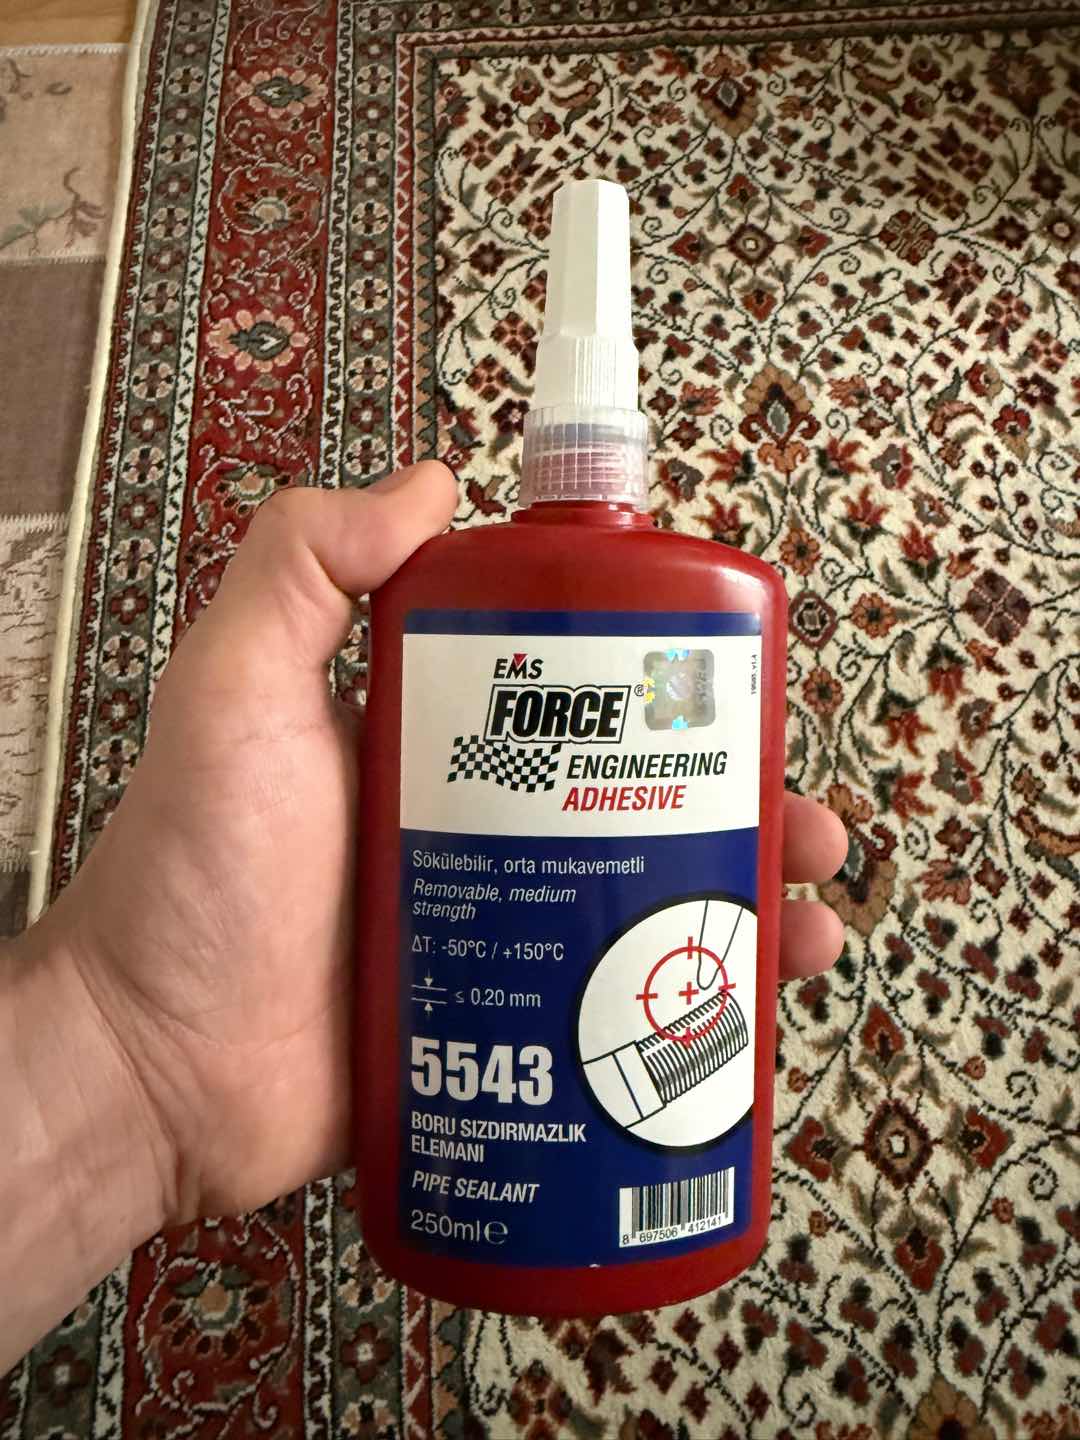 EMS
FORCE®
ENGINEERING
ADHESIVE
Sökülebilir, orta mukavemetli
Removable, medium
strength
ΔT: -50°C / +150°C
≤ 0.20 mm
5543
BORU SIZDIRMAZLIK
ELEMANI
PIPE SEALANT
250ml℮
8 697506 412141